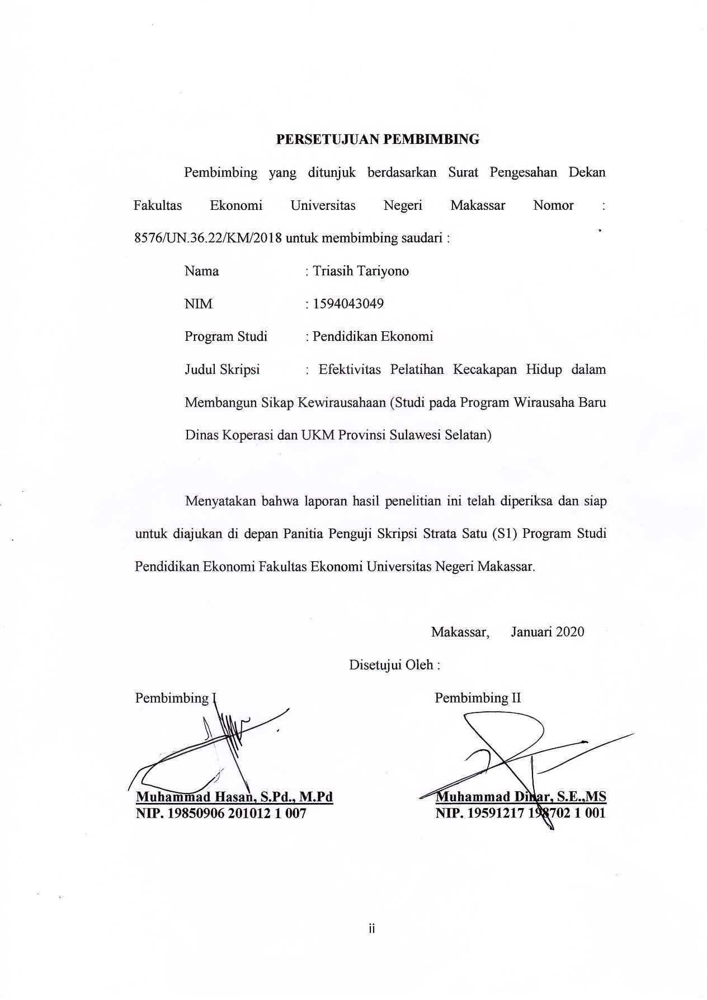 PERSETUJUAN PEMBIMBING
Pembimbing yang ditunjuk berdasarkan Surat Pengesahan Dekan
Fakultas Ekonomi Universitas Negeri Makassar Nomor :
8576/UN.36.22/KM/2018 untuk membimbing saudari :
Nama : Triasih Tariyono
NIM : 1594043049
Program Studi : Pendidikan Ekonomi
Judul Skripsi : Efektivitas Pelatihan Kecakapan Hidup dalam
Membangun Sikap Kewirausahaan (Studi pada Program Wirausaha Baru
Dinas Koperasi dan UKM Provinsi Sulawesi Selatan)
Menyatakan bahwa laporan hasil penelitian ini telah diperiksa dan siap
untuk diajukan di depan Panitia Penguji Skripsi Strata Satu (S1) Program Studi
Pendidikan Ekonomi Fakultas Ekonomi Universitas Negeri Makassar.
Makassar, Januari 2020
Disetujui Oleh :
Pembimbing I Pembimbing II
Muhammad Hasan, S.Pd., M.Pd Muhammad Dinar, S.E.,MS
NIP. 19850906 201012 1 007 NIP. 19591217 198702 1 001
ii